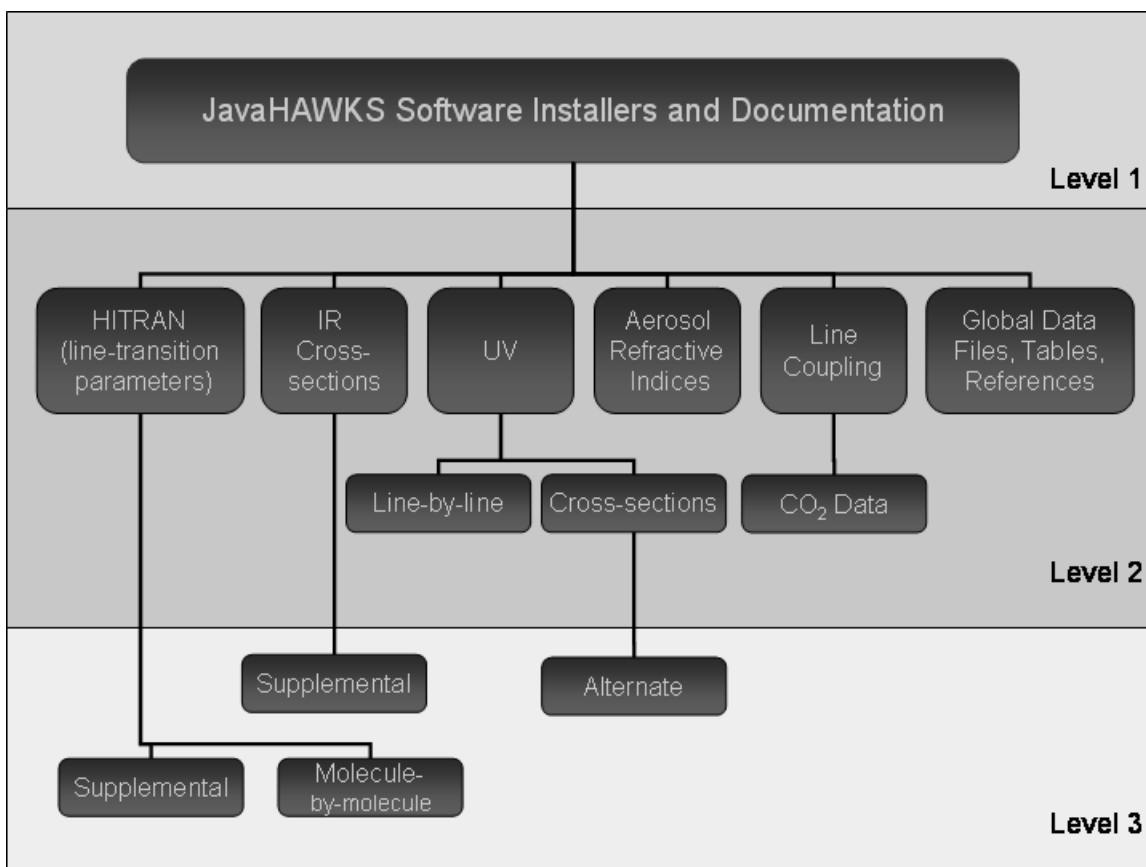 JavaHAWKS Software Installers and Documentation
Level 1
HITRAN
(line-transition
parameters)
IR
Cross-
sections
UV
Aerosol
Refractive
Indices
Line
Coupling
Global Data
Files, Tables,
References
Line-by-line
Cross-sections
CO₂ Data
Level 2
Supplemental
Alternate
Supplemental
Molecule-
by-molecule
Level 3